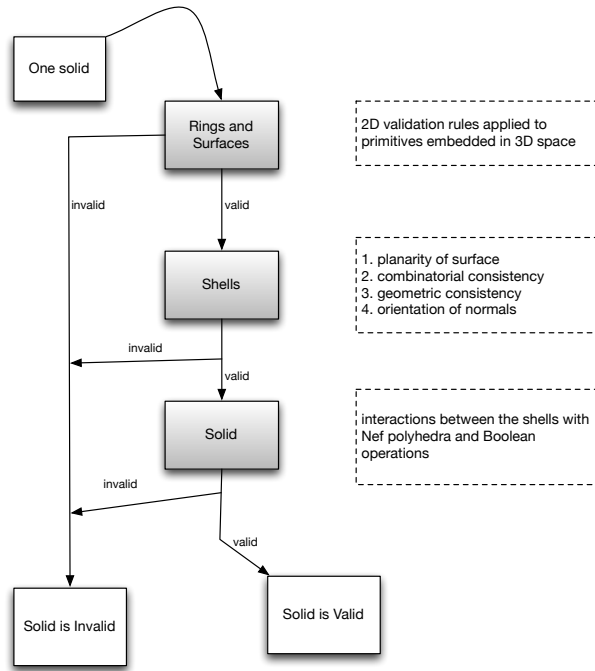 One solid
Rings and
Surfaces
2D validation rules applied to
primitives embedded in 3D space
invalid
valid
Shells
1. planarity of surface
2. combinatorial consistency
3. geometric consistency
4. orientation of normals
invalid
valid
Solid
interactions between the shells with
Nef polyhedra and Boolean
operations
invalid
valid
Solid is Invalid
Solid is Valid